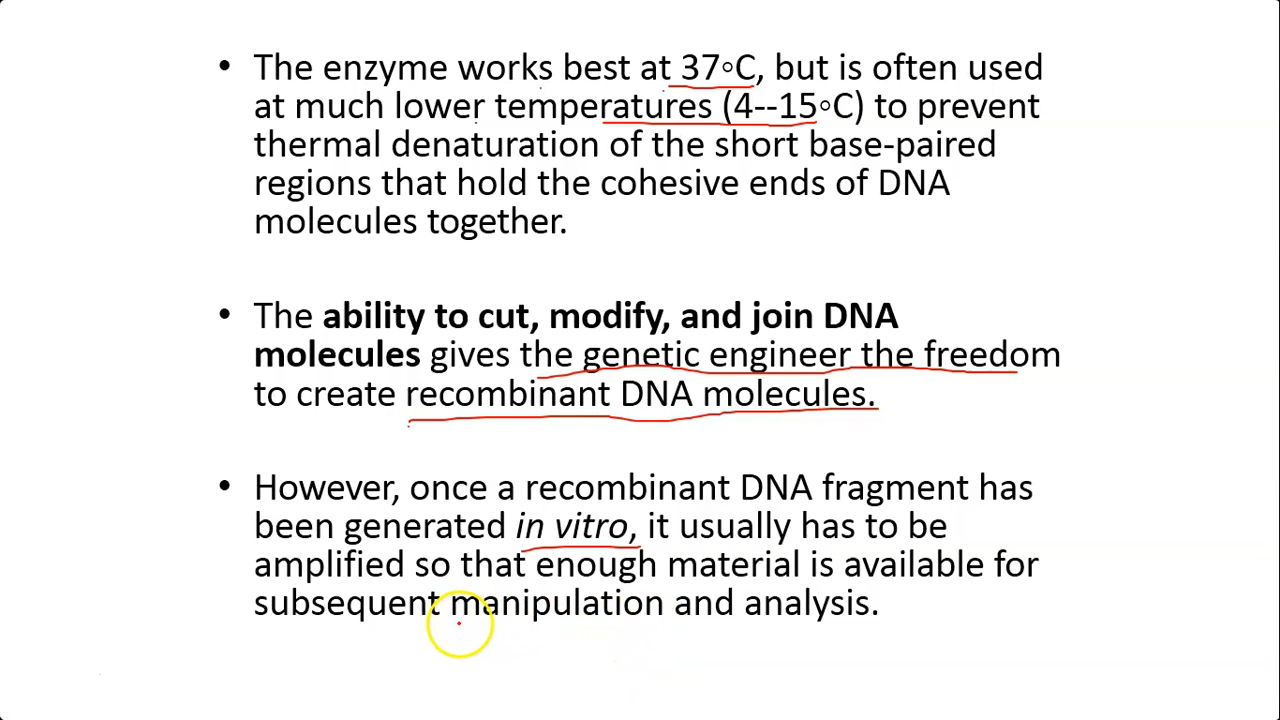 • The enzyme works best at 37◦C, but is often used
at much lower temperatures (4--15◦C) to prevent
thermal denaturation of the short base-paired
regions that hold the cohesive ends of DNA
molecules together.
• The ability to cut, modify, and join DNA
molecules gives the genetic engineer the freedom
to create recombinant DNA molecules.
• However, once a recombinant DNA fragment has
been generated in vitro, it usually has to be
amplified so that enough material is available for
subsequent manipulation and analysis.